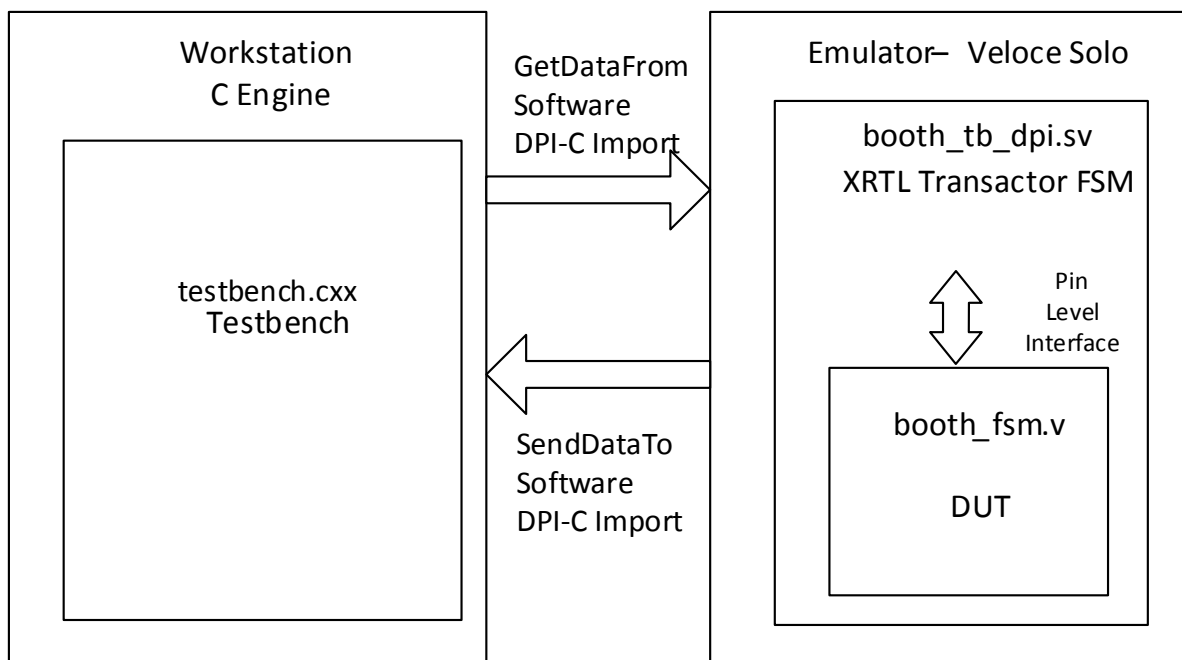 Workstation
C Engine
testbench.cxx
Testbench
GetDataFrom
Software
DPI-C Import
SendDataTo
Software
DPI-C Import
Emulator– Veloce Solo
booth_tb_dpi.sv
XRTL Transactor FSM
Pin
Level
Interface
booth_fsm.v
DUT